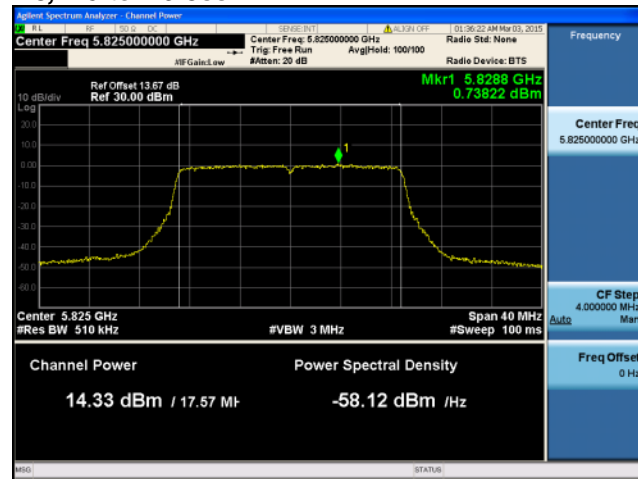 Agilent Spectrum Analyzer - Channel Power
RL RF 50 Ω DC SENSE:INT ALIGN OFF 01:36:22 AM Mar 03, 2015
Center Freq 5.825000000 GHz
#IFGain:Low
Center Freq: 5.825000000 GHz
Trig: Free Run Avg|Hold: 100/100
#Atten: 20 dB
Radio Std: None
Radio Device: BTS
Frequency
Mkr1 5.8288 GHz
0.73822 dBm
Ref Offset 13.67 dB
10 dB/div Ref 30.00 dBm
Log
20.0
10.0
0.00
-10.0
-20.0
-30.0
-40.0
-50.0
-60.0
1
Center 5.825 GHz Span 40 MHz
#Res BW 510 kHz #VBW 3 MHz #Sweep 100 ms
Channel Power Power Spectral Density
14.33 dBm / 17.57 MH -58.12 dBm /Hz
Center Freq
5.825000000 GHz
CF Step
4.000000 MHz
Auto Man
Freq Offset
0 Hz
MSG STATUS